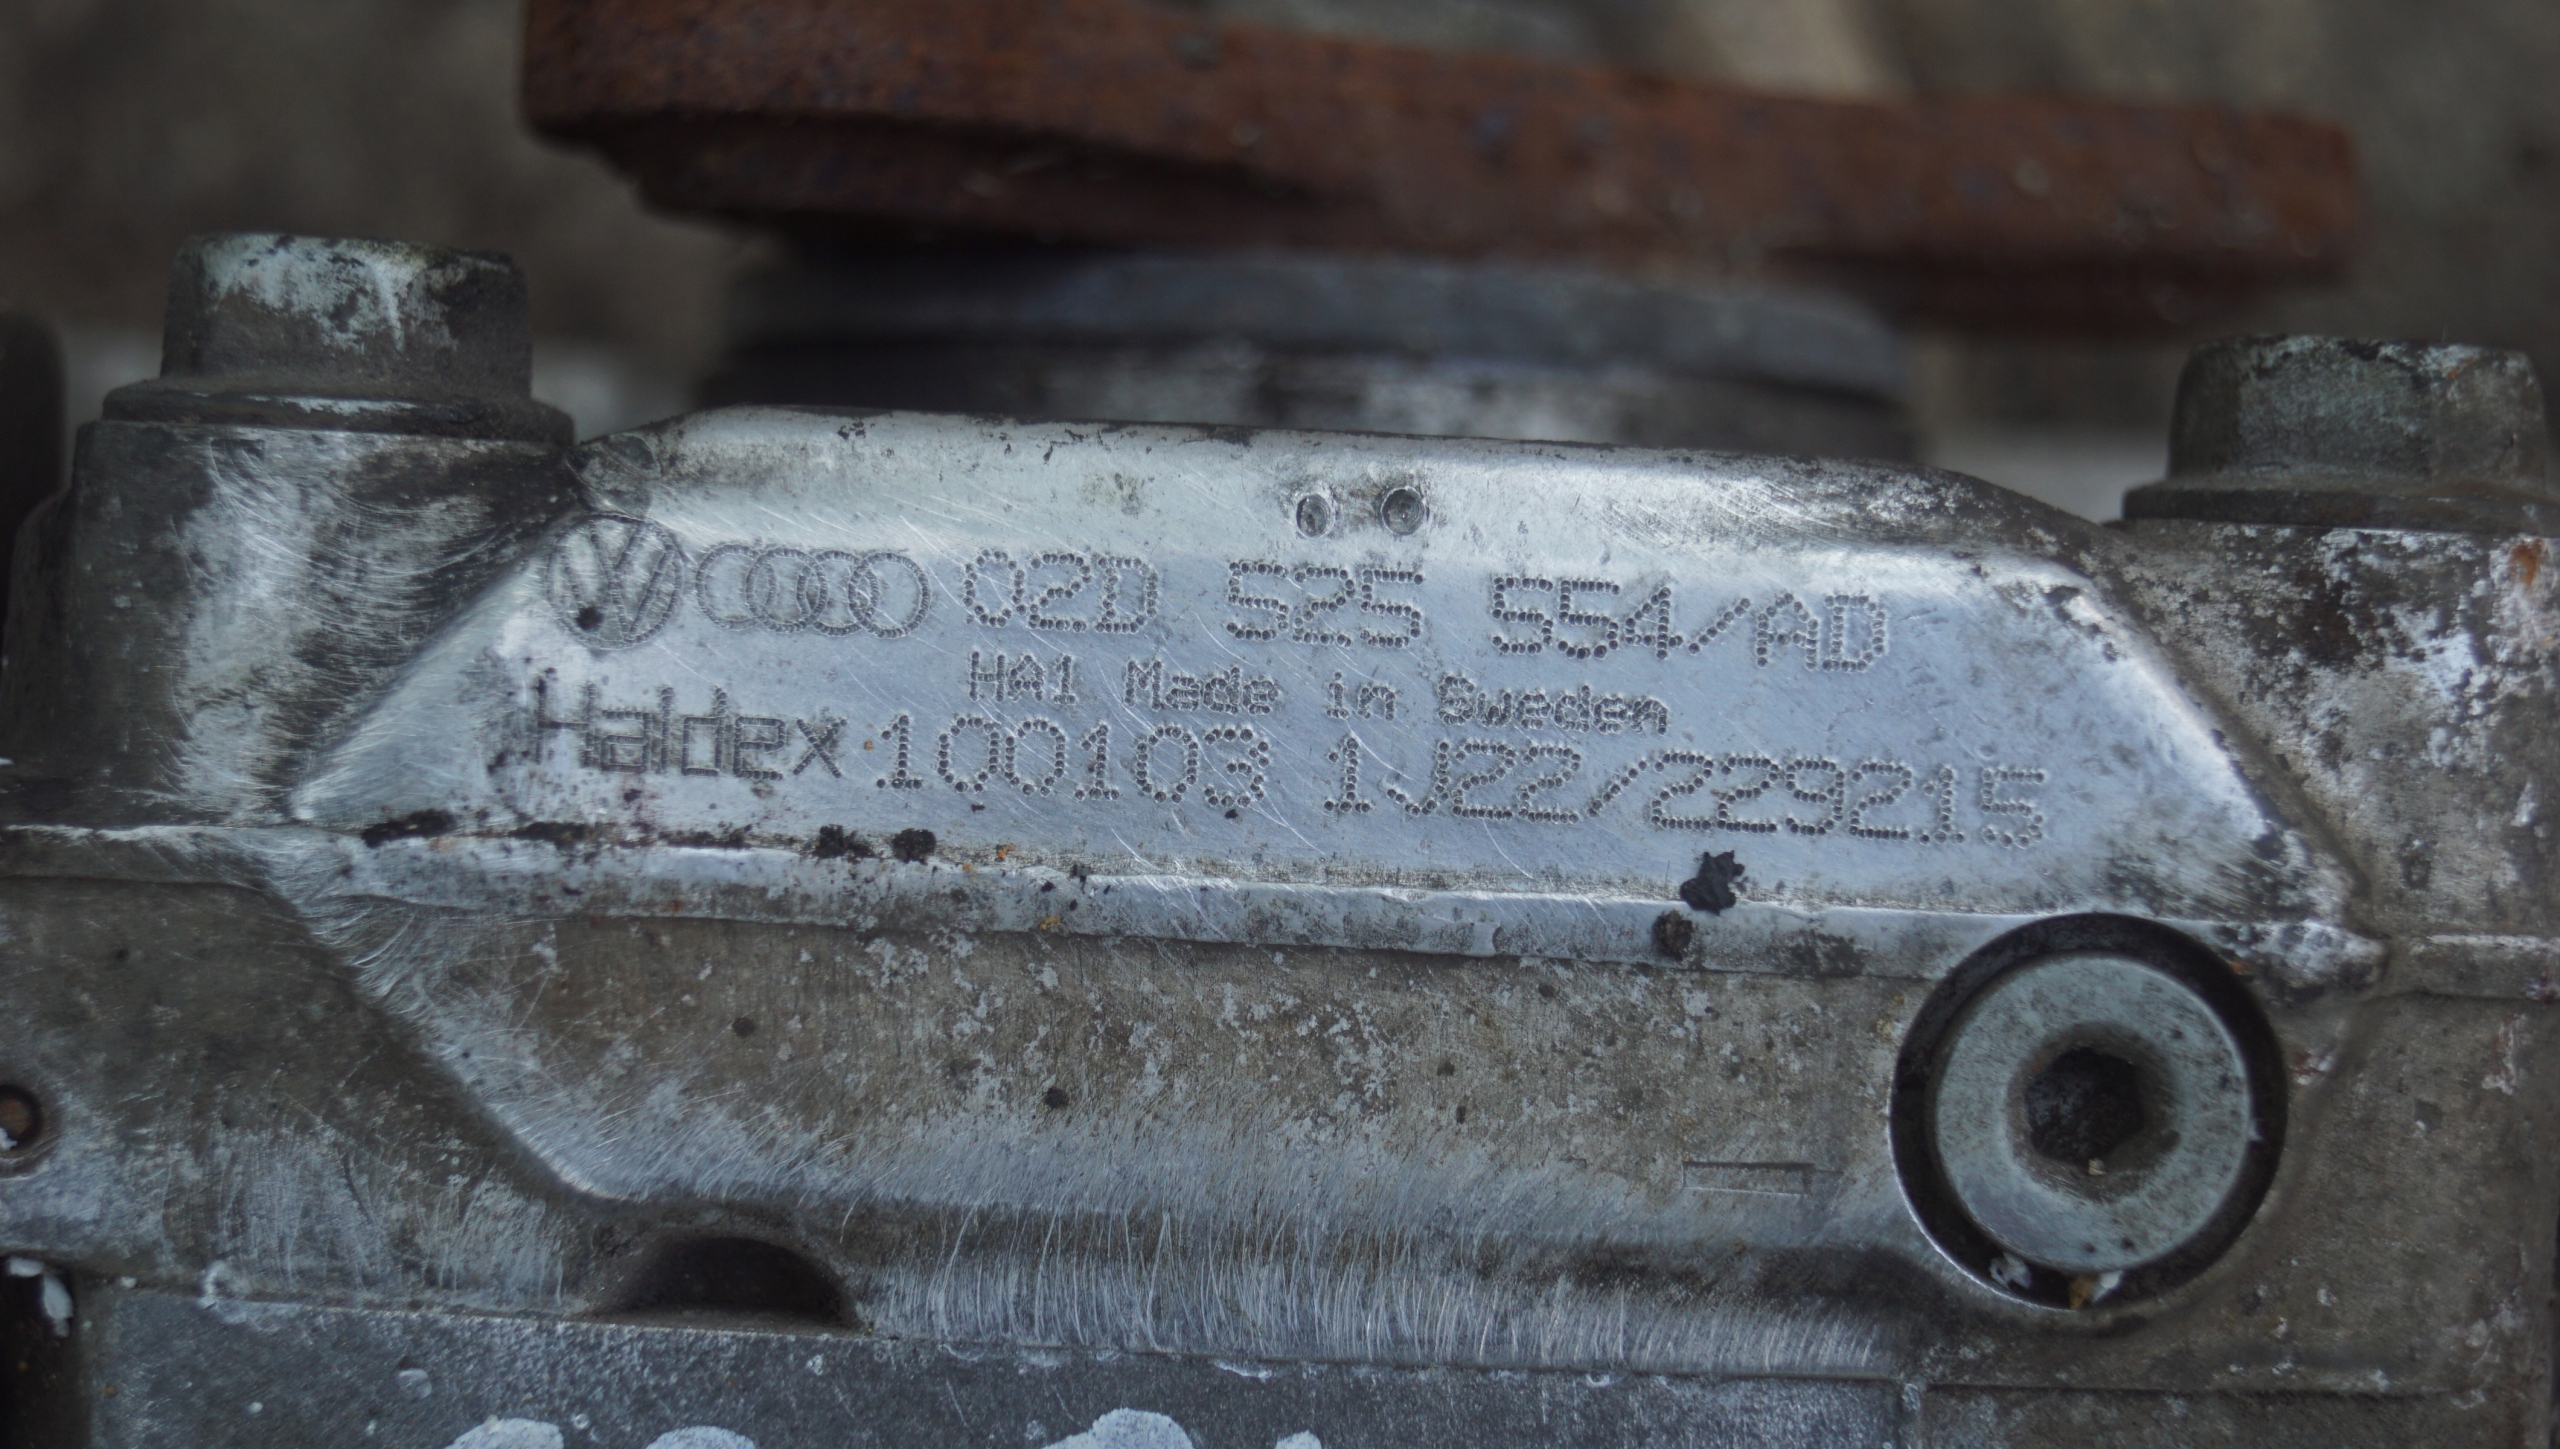 02D 525 554/AD
HA1 Made in Sweden
Haldex 100103 1J22/229215